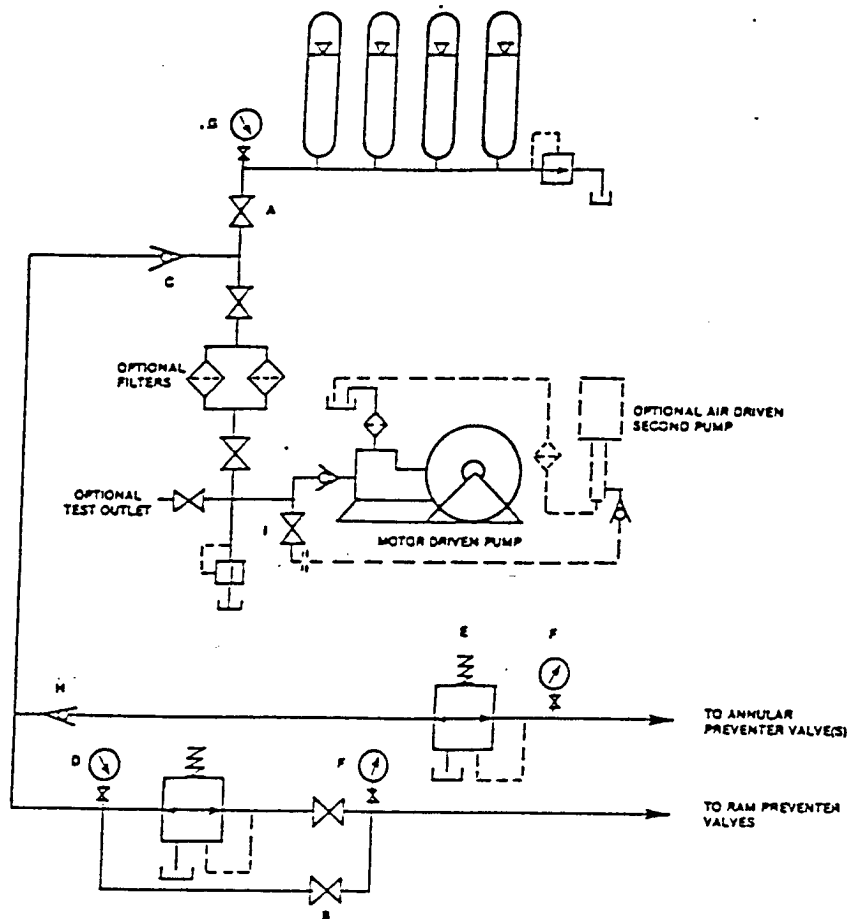 G
A
C
OPTIONAL
FILTERS
OPTIONAL AIR DRIVEN
SECOND PUMP
OPTIONAL
TEST OUTLET
I
MOTOR DRIVEN PUMP
E
F
H
TO ANNULAR
PREVENTER VALVE(S)
D
F
TO RAM PREVENTER
VALVES
B